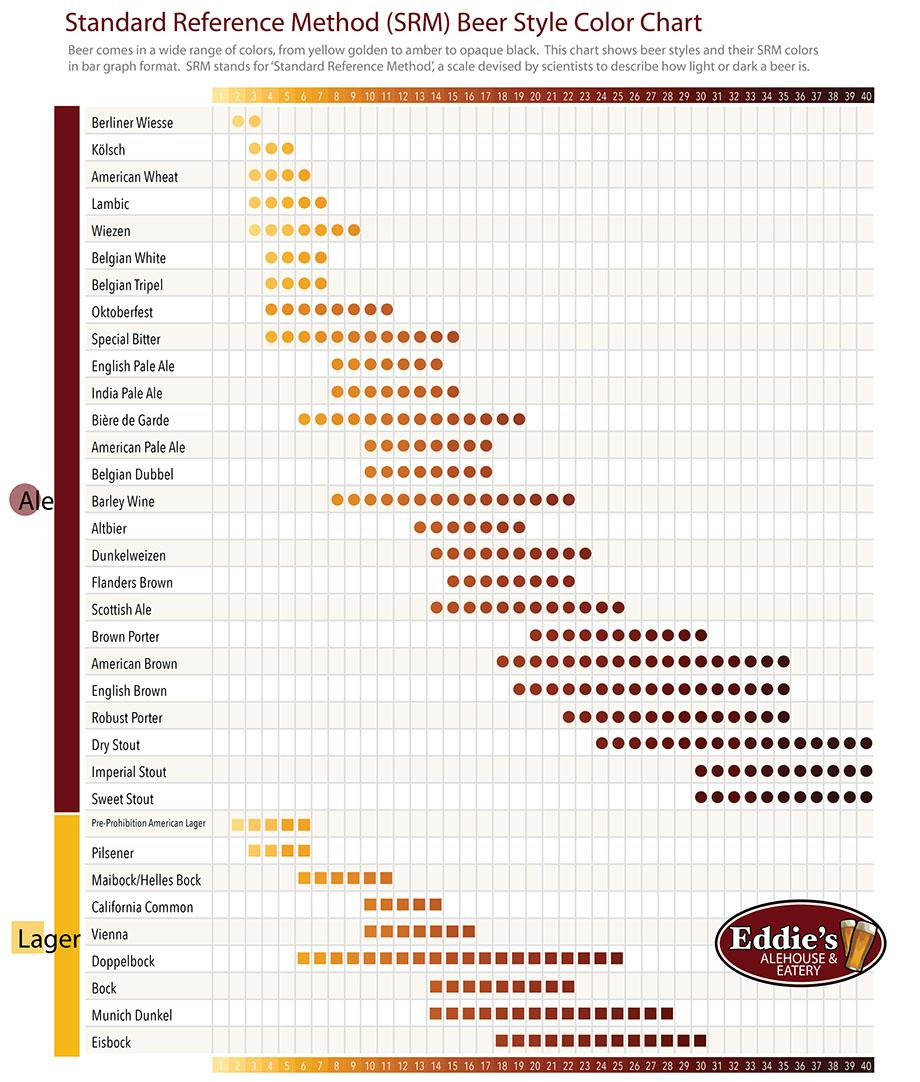 Standard Reference Method (SRM) Beer Style Color Chart
Beer comes in a wide range of colors, from yellow golden to amber to opaque black. This chart shows beer styles and their SRM colors
in bar graph format. SRM stands for 'Standard Reference Method', a scale devised by scientists to describe how light or dark a beer is.
1 2 3 4 5 6 7 8 9 10 11 12 13 14 15 16 17 18 19 20 21 22 23 24 25 26 27 28 29 30 31 32 33 34 35 36 37 38 39 40
Berliner Wiesse
Kölsch
American Wheat
Lambic
Wiezen
Belgian White
Belgian Tripel
Oktoberfest
Special Bitter
English Pale Ale
India Pale Ale
Bière de Garde
American Pale Ale
Belgian Dubbel
Ale
Barley Wine
Altbier
Dunkelweizen
Flanders Brown
Scottish Ale
Brown Porter
American Brown
English Brown
Robust Porter
Dry Stout
Imperial Stout
Sweet Stout
Pre-Prohibition American Lager
Pilsener
Maibock/Helles Bock
California Common
Vienna
Lager
Doppelbock
Bock
Munich Dunkel
Eisbock
Eddie's
ALEHOUSE &
EATERY
1 2 3 4 5 6 7 8 9 10 11 12 13 14 15 16 17 18 19 20 21 22 23 24 25 26 27 28 29 30 31 32 33 34 35 36 37 38 39 40